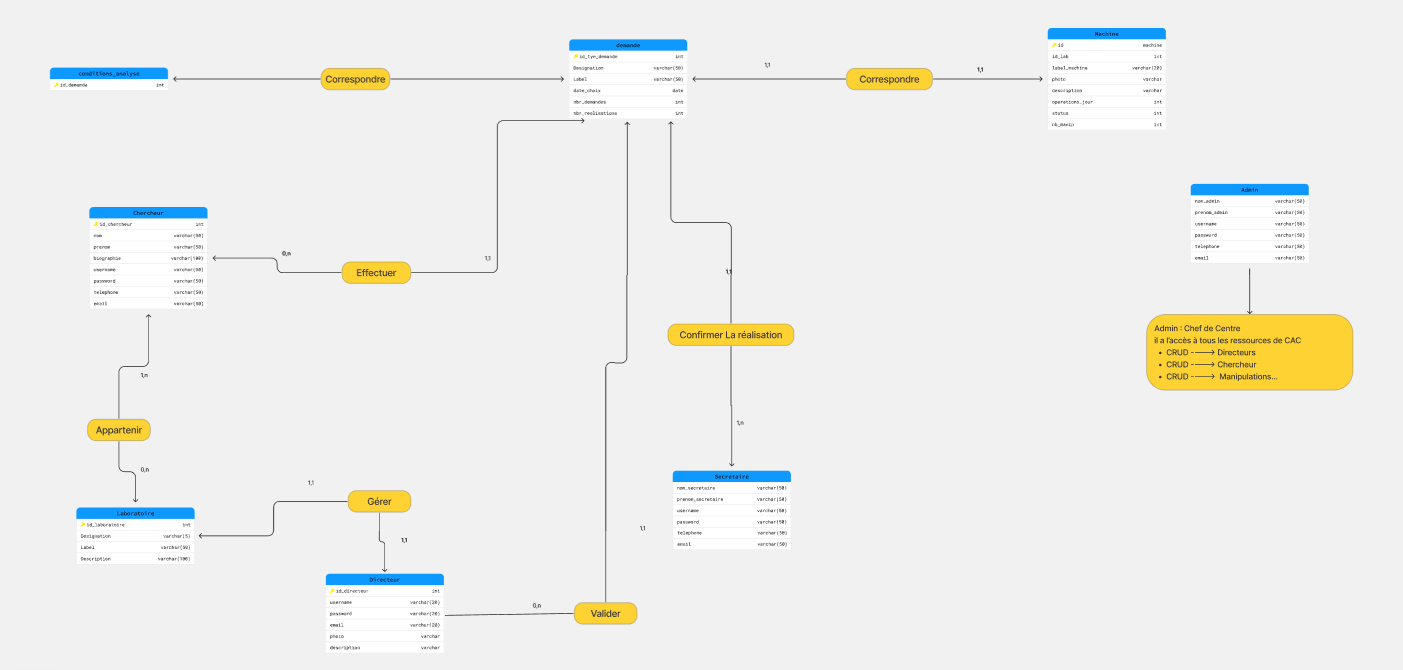 conditions_analyse
id_demande int
Correspondre
demande
id_tye_demande int
Designation varchar(50)
Label varchar(50)
date_choix date
nbr_demandes int
nbr_realisations int
1,1
Correspondre
1,1
Machine
id machine
id_lab int
label_machine varchar(20)
photo varchar
description varchar
operations_jour int
status int
nb_manip int
Chercheur
id_chercheur int
nom varchar(50)
prenom varchar(50)
biographie varchar(100)
username varchar(50)
password varchar(50)
telephone varchar(50)
email varchar(50)
0,n
Effectuer
1,1
1,1
Confirmer La réalisation
1,n
Admin
nom_admin varchar(50)
prenom_admin varchar(50)
username varchar(50)
password varchar(50)
telephone varchar(50)
email varchar(50)
Admin : Chef de Centre
il a l'accès à tous les ressources de CAC
• CRUD ----> Directeurs
• CRUD ----> Chercheur
• CRUD ----> Manipulations...
1,n
Appartenir
0,n
Laboratoire
id_laboratoire int
Designation varchar(5)
Label varchar(50)
Description varchar(100)
1,1
Gérer
1,1
Directeur
id_directeur int
username varchar(20)
password varchar(20)
email varchar(20)
photo varchar
description varchar
0,n
Valider
1,1
Secretaire
nom_secretaire varchar(50)
prenom_secretaire varchar(50)
username varchar(50)
password varchar(50)
telephone varchar(50)
email varchar(50)